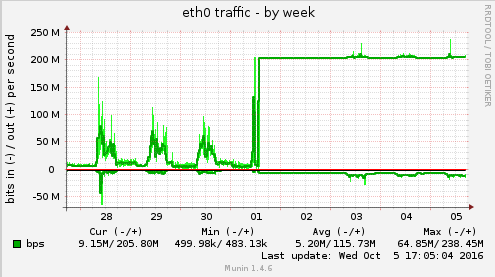 eth0 traffic - by week
RRDTOOL / TOBI OETIKER
bits in (-) / out (+) per second
250 M
200 M
150 M
100 M
50 M
0
-50 M
28 29 30 01 02 03 04 05
Cur (-/+) Min (-/+) Avg (-/+) Max (-/+)
bps 9.15M/205.80M 499.98k/483.13k 5.20M/115.73M 64.85M/238.45M
Last update: Wed Oct 5 17:05:04 2016
Munin 1.4.6